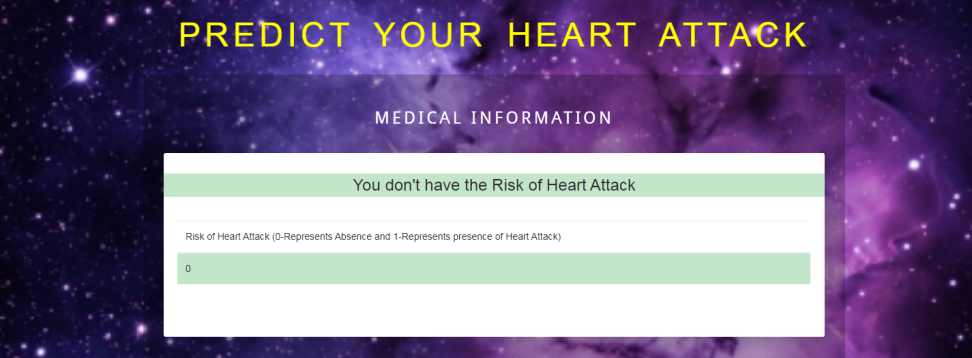 PREDICT YOUR HEART ATTACK
MEDICAL INFORMATION
You don't have the Risk of Heart Attack
Risk of Heart Attack (0-Represents Absence and 1-Represents presence of Heart Attack)
0